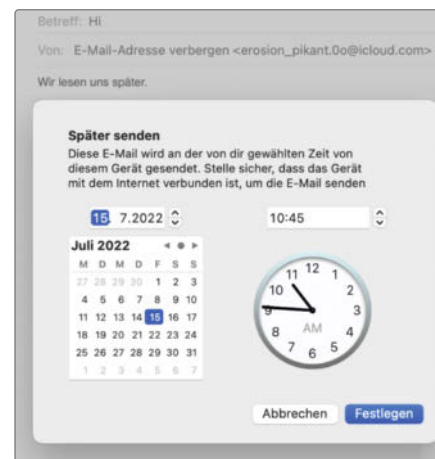 Betreff: Hi
Von: E-Mail-Adresse verbergen <erosion_pikant.0o@icloud.com>
Wir lesen uns später.
Später senden
Diese E-Mail wird an der von dir gewählten Zeit von
diesem Gerät gesendet. Stelle sicher, dass das Gerät
mit dem Internet verbunden ist, um die E-Mail senden
15. 7.2022
10:45
Juli 2022
M D M D F S S
27 28 29 30 1 2 3
4 5 6 7 8 9 10
11 12 13 14 15 16 17
18 19 20 21 22 23 24
25 26 27 28 29 30 31
1 2 3 4 5 6 7
12 1 2 3 4 5 6 7 8 9 10 11
AM
Abbrechen Festlegen